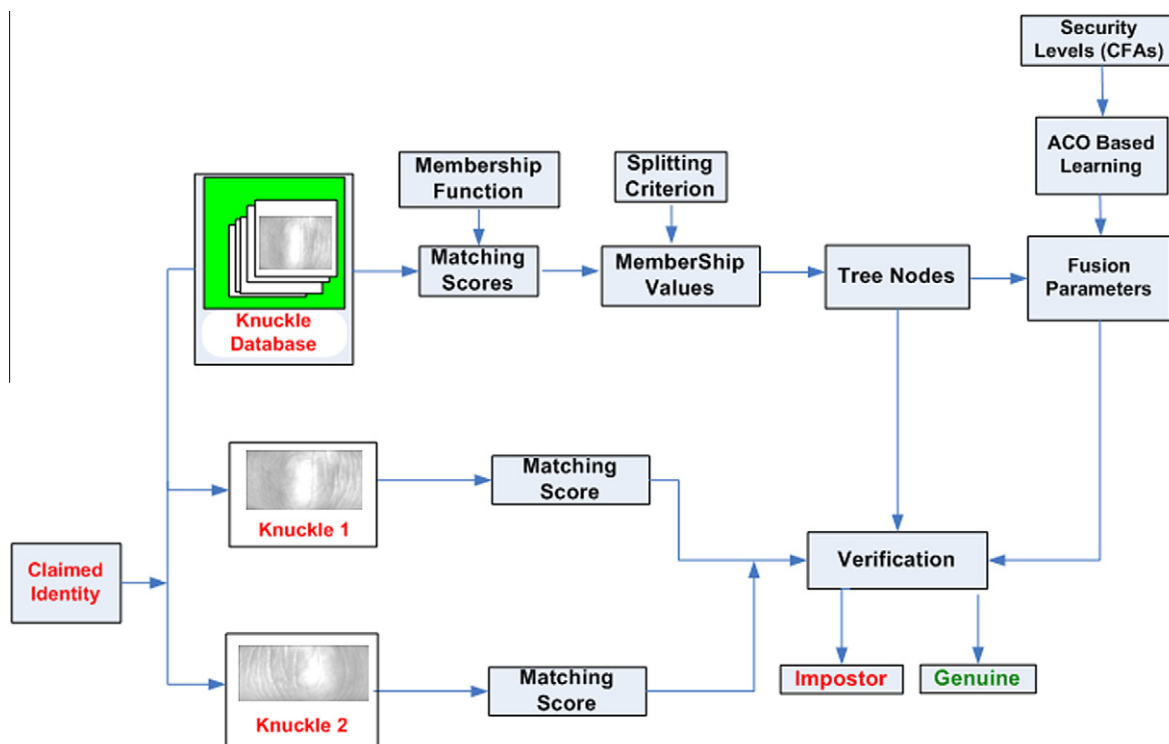 Security
Levels (CFAs)
ACO Based
Learning
Membership
Function
Splitting
Criterion
Matching
Scores
MemberShip
Values
Tree Nodes
Fusion
Parameters
Knuckle
Database
Matching
Score
Knuckle 1
Claimed
Identity
Verification
Matching
Score
Knuckle 2
Impostor
Genuine